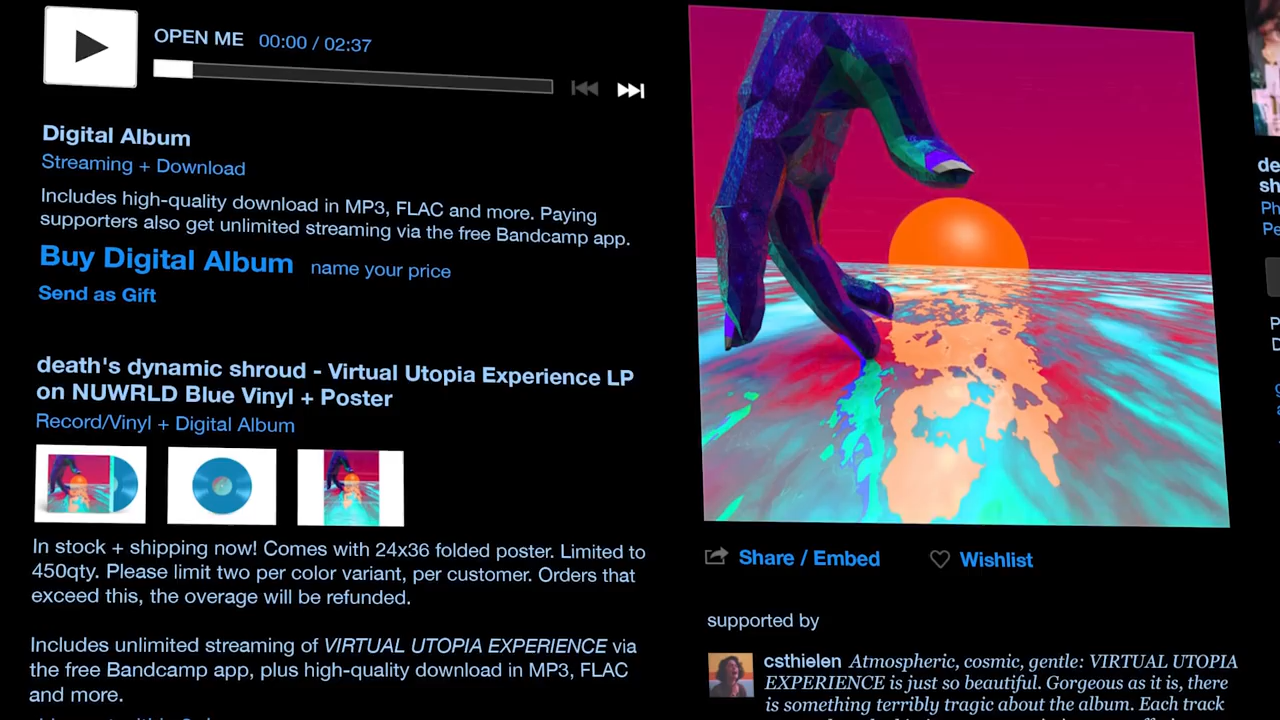 OPEN ME 00:00 / 02:37
Digital Album
Streaming + Download
Includes high-quality download in MP3, FLAC and more. Paying
supporters also get unlimited streaming via the free Bandcamp app.
Buy Digital Album name your price
Send as Gift
death's dynamic shroud - Virtual Utopia Experience LP
on NUWRLD Blue Vinyl + Poster
Record/Vinyl + Digital Album
In stock + shipping now! Comes with 24x36 folded poster. Limited to
450qty. Please limit two per color variant, per customer. Orders that
exceed this, the overage will be refunded.
Includes unlimited streaming of VIRTUAL UTOPIA EXPERIENCE via
the free Bandcamp app, plus high-quality download in MP3, FLAC
and more.
Share / Embed
Wishlist
supported by
csthielen Atmospheric, cosmic, gentle: VIRTUAL UTOPIA
EXPERIENCE is just so beautiful. Gorgeous as it is, there
is something terribly tragic about the album. Each track
de
sh
Ph
Pe
P
D